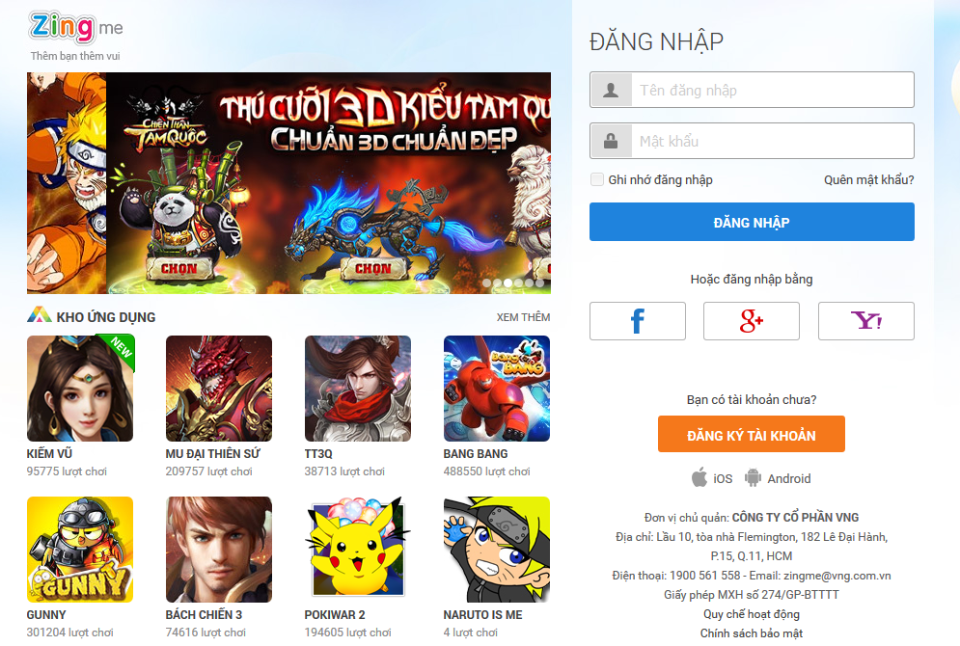 Zing me
Thêm bạn thêm vui
CHIẾN THẦN
TAM QUỐC
THÚ CƯỠI 3D KIỂU TAM QU
CHUẨN 3D CHUẨN ĐẸP
CHỌN
CHỌN
KHO ỨNG DỤNG
XEM THÊM
NEW
BANG BANG
KIẾM VŨ
95775 lượt chơi
MU ĐẠI THIÊN SỨ
209757 lượt chơi
TT3Q
38713 lượt chơi
BANG BANG
488550 lượt chơi
GUNNY
GUNNY
301204 lượt chơi
BÁCH CHIẾN 3
74616 lượt chơi
POKIWAR 2
194605 lượt chơi
NARUTO IS ME
4 lượt chơi
ĐĂNG NHẬP
Tên đăng nhập
Mật khẩu
Ghi nhớ đăng nhập
Quên mật khẩu?
ĐĂNG NHẬP
Hoặc đăng nhập bằng
f
g+
Y!
Bạn có tài khoản chưa?
ĐĂNG KÝ TÀI KHOẢN
iOS
Android
Đơn vị chủ quản: CÔNG TY CỔ PHẦN VNG
Địa chỉ: Lầu 10, tòa nhà Flemington, 182 Lê Đại Hành,
P.15, Q.11, HCM
Điện thoại: 1900 561 558 - Email: zingme@vng.com.vn
Giấy phép MXH số 274/GP-BTTTT
Quy chế hoạt động
Chính sách bảo mật